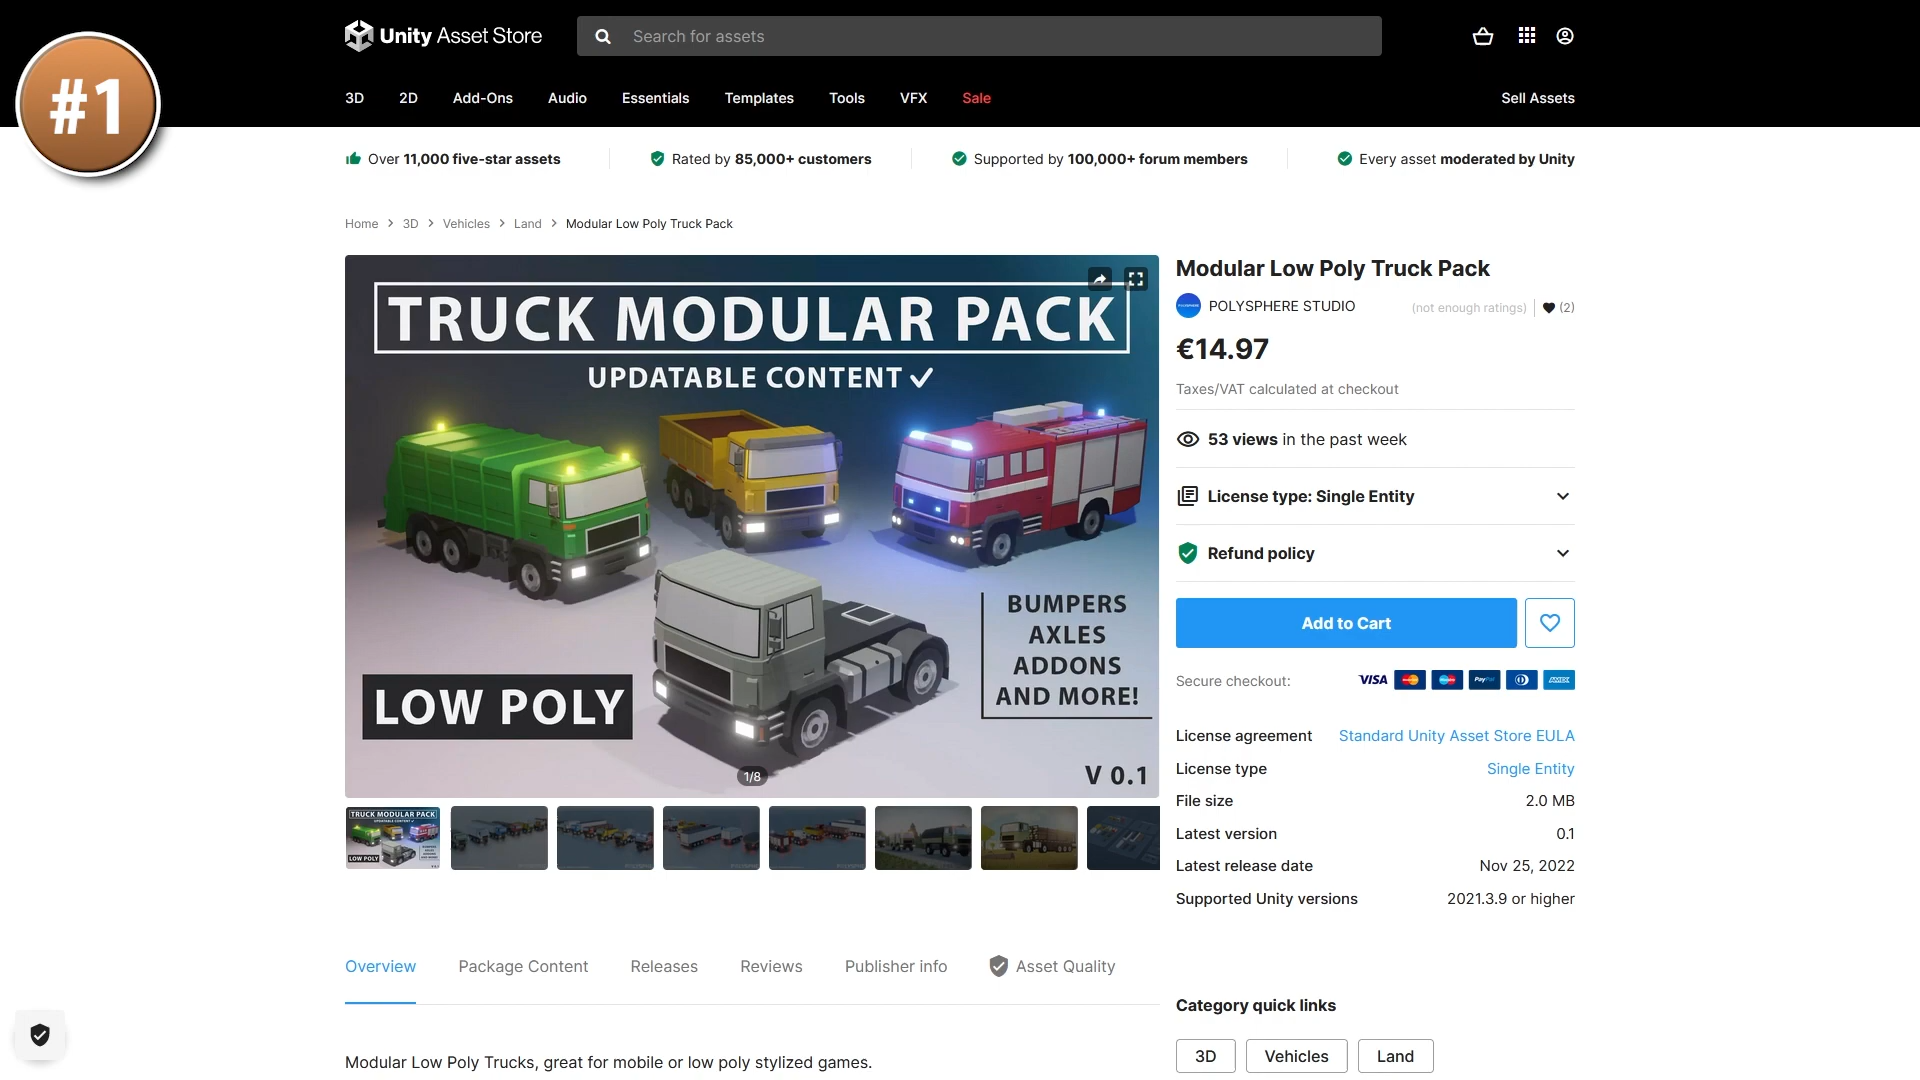 #1
Unity Asset Store
Search for assets
3D 2D Add-Ons Audio Essentials Templates Tools VFX Sale Sell Assets
Over 11,000 five-star assets
Rated by 85,000+ customers
Supported by 100,000+ forum members
Every asset moderated by Unity
Home > 3D > Vehicles > Land > Modular Low Poly Truck Pack
TRUCK MODULAR PACK
UPDATABLE CONTENT
BUMPERS
AXLES
ADDONS
AND MORE!
LOW POLY
1/8
V 0.1
Modular Low Poly Truck Pack
POLYSPHERE STUDIO
(not enough ratings)
(2)
€14.97
Taxes/VAT calculated at checkout
53 views in the past week
License type: Single Entity
Refund policy
Add to Cart
Secure checkout:
VISA
PayPal
AMEX
License agreement Standard Unity Asset Store EULA
License type Single Entity
File size 2.0 MB
Latest version 0.1
Latest release date Nov 25, 2022
Supported Unity versions 2021.3.9 or higher
TRUCK MODULAR PACK
LOW POLY
Overview Package Content Releases Reviews Publisher info Asset Quality
Modular Low Poly Trucks, great for mobile or low poly stylized games.
Category quick links
3D Vehicles Land